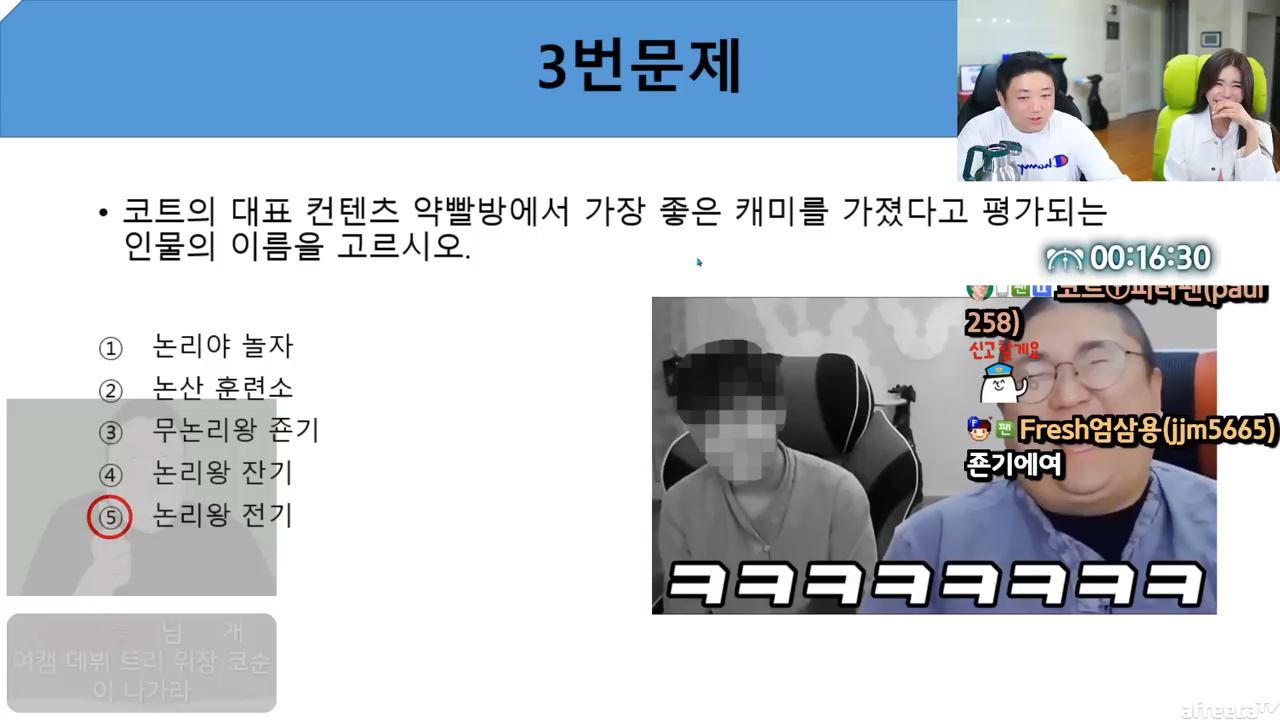 3번문제
• 코트의 대표 컨텐츠 약빨방에서 가장 좋은 캐미를 가졌다고 평가되는
인물의 이름을 고르시오.
00:16:30
① 논리야 놀자
② 논산 훈련소
③ 무논리왕 죤기
④ 논리왕 잔기
⑤ 논리왕 전기
258)
신고할게요
팬 Fresh엄삼용(jjm5665)
죤기에여
ㅋㅋㅋㅋㅋㅋㅋㅋ
님 개
여캠 데뷔 트리 위장 코순
이 나가라
afreecaTV